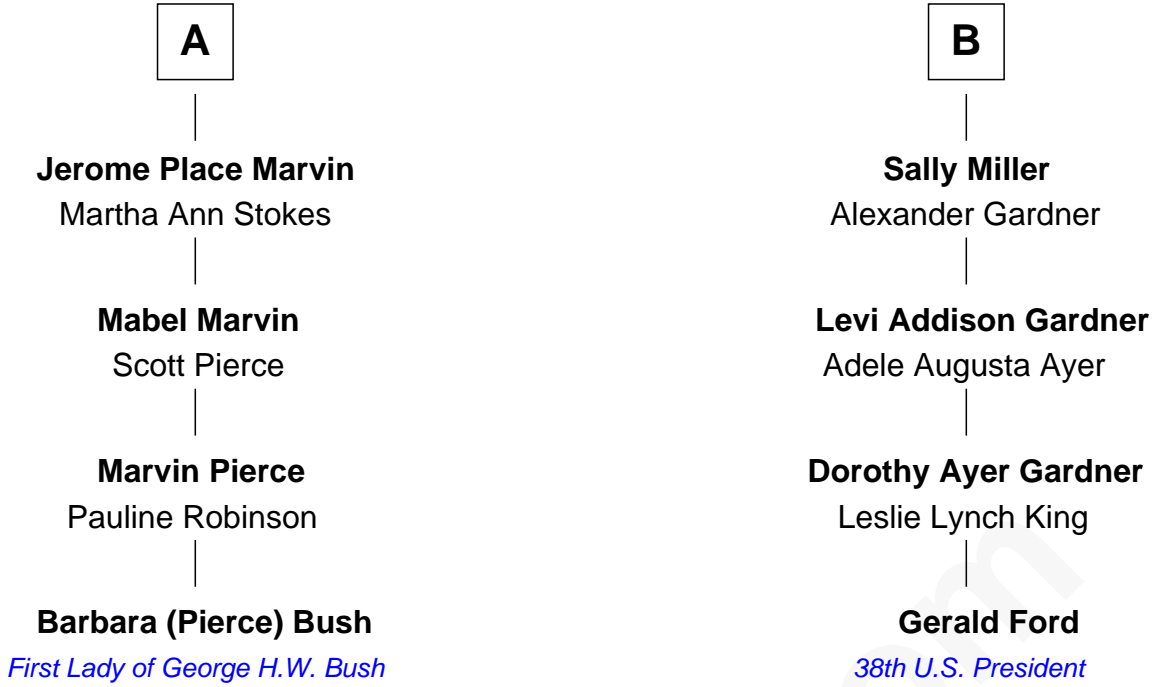 A
Jerome Place Marvin
Martha Ann Stokes
Mabel Marvin
Scott Pierce
Marvin Pierce
Pauline Robinson
Barbara (Pierce) Bush
First Lady of George H.W. Bush
B
Sally Miller
Alexander Gardner
Levi Addison Gardner
Adele Augusta Ayer
Dorothy Ayer Gardner
Leslie Lynch King
Gerald Ford
38th U.S. President